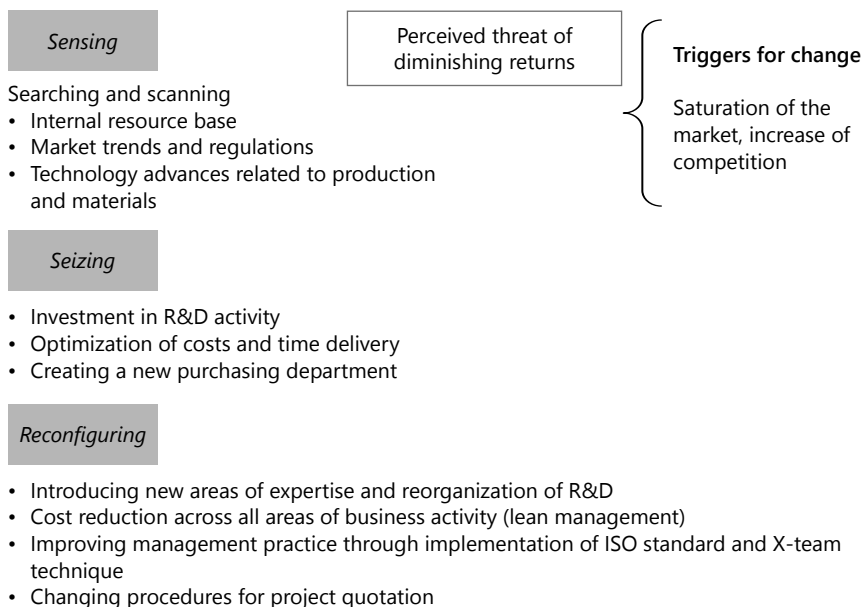 Sensing
Perceived threat of
diminishing returns
Triggers for change
Saturation of the
market, increase of
competition
Searching and scanning
• Internal resource base
• Market trends and regulations
• Technology advances related to production
and materials
Seizing
• Investment in R&D activity
• Optimization of costs and time delivery
• Creating a new purchasing department
Reconfiguring
• Introducing new areas of expertise and reorganization of R&D
• Cost reduction across all areas of business activity (lean management)
• Improving management practice through implementation of ISO standard and X-team
technique
• Changing procedures for project quotation